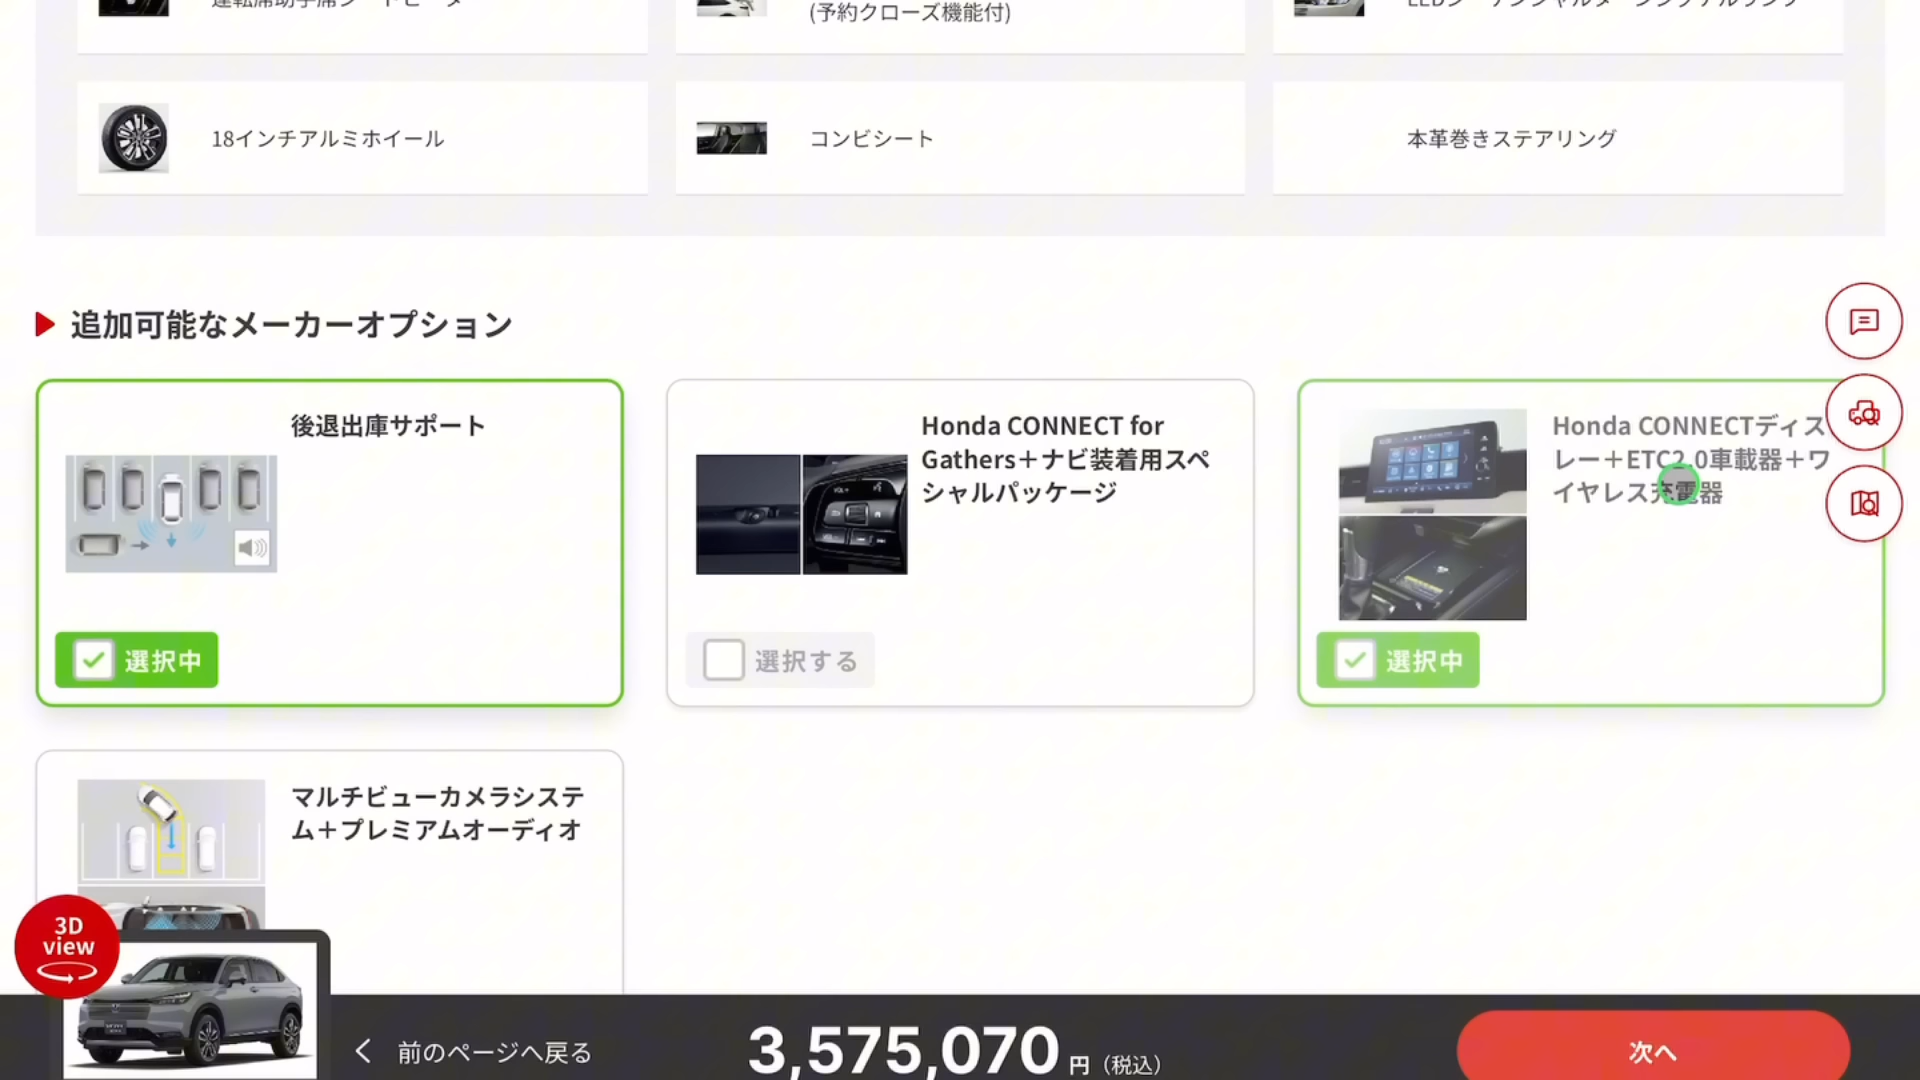 (予約クローズ機能付)
18インチアルミホイール
コンビシート
本革巻きステアリング
追加可能なメーカーオプション
後退出庫サポート
選択中
Honda CONNECT for
Gathers＋ナビ装着用スペ
シャルパッケージ
選択する
Honda CONNECTディス
レー＋ETC2.0車載器＋ワ
イヤレス充電器
選択中
マルチビューカメラシステ
ム＋プレミアムオーディオ
3D
view
前のページへ戻る
3,575,070 円（税込）
次へ